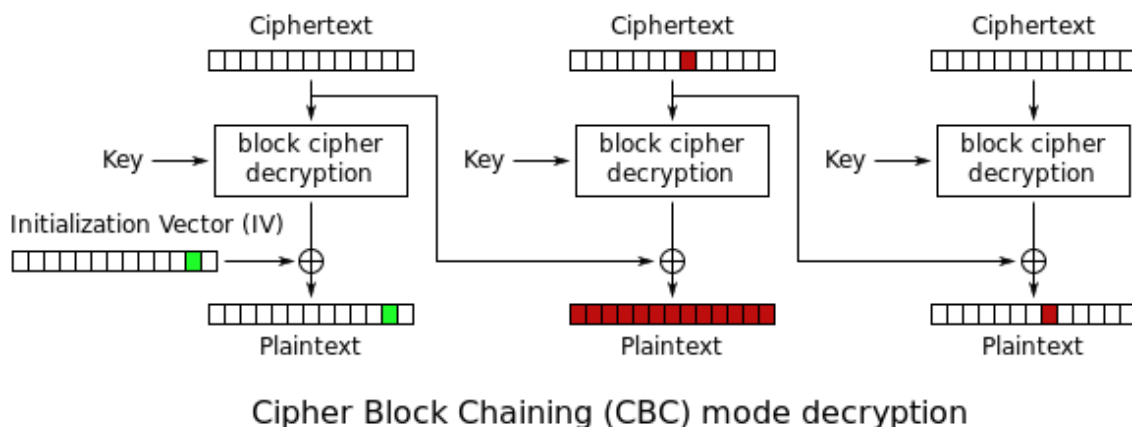 Ciphertext
Ciphertext
Ciphertext
Key
block cipher
decryption
Key
block cipher
decryption
Key
block cipher
decryption
Initialization Vector (IV)
Plaintext
Plaintext
Plaintext
Cipher Block Chaining (CBC) mode decryption